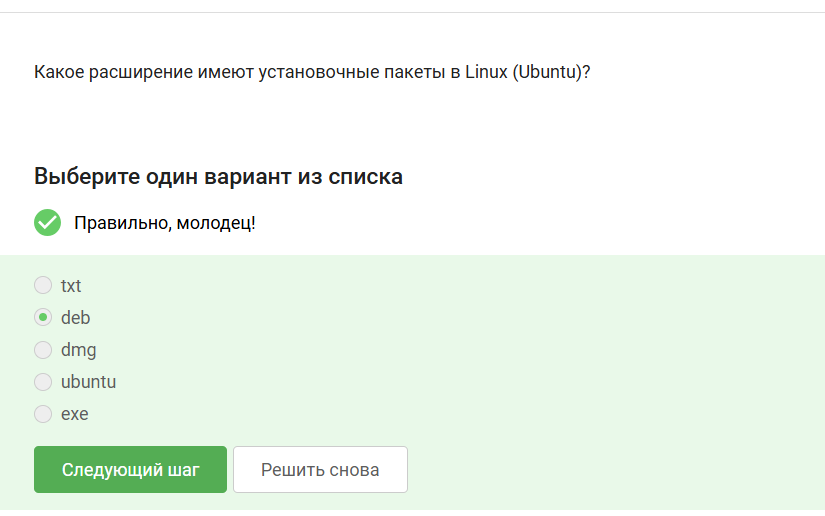 Какое расширение имеют установочные пакеты в Linux (Ubuntu)?
Выберите один вариант из списка
Правильно, молодец!
txt
deb
dmg
ubuntu
exe
Следующий шаг
Решить снова